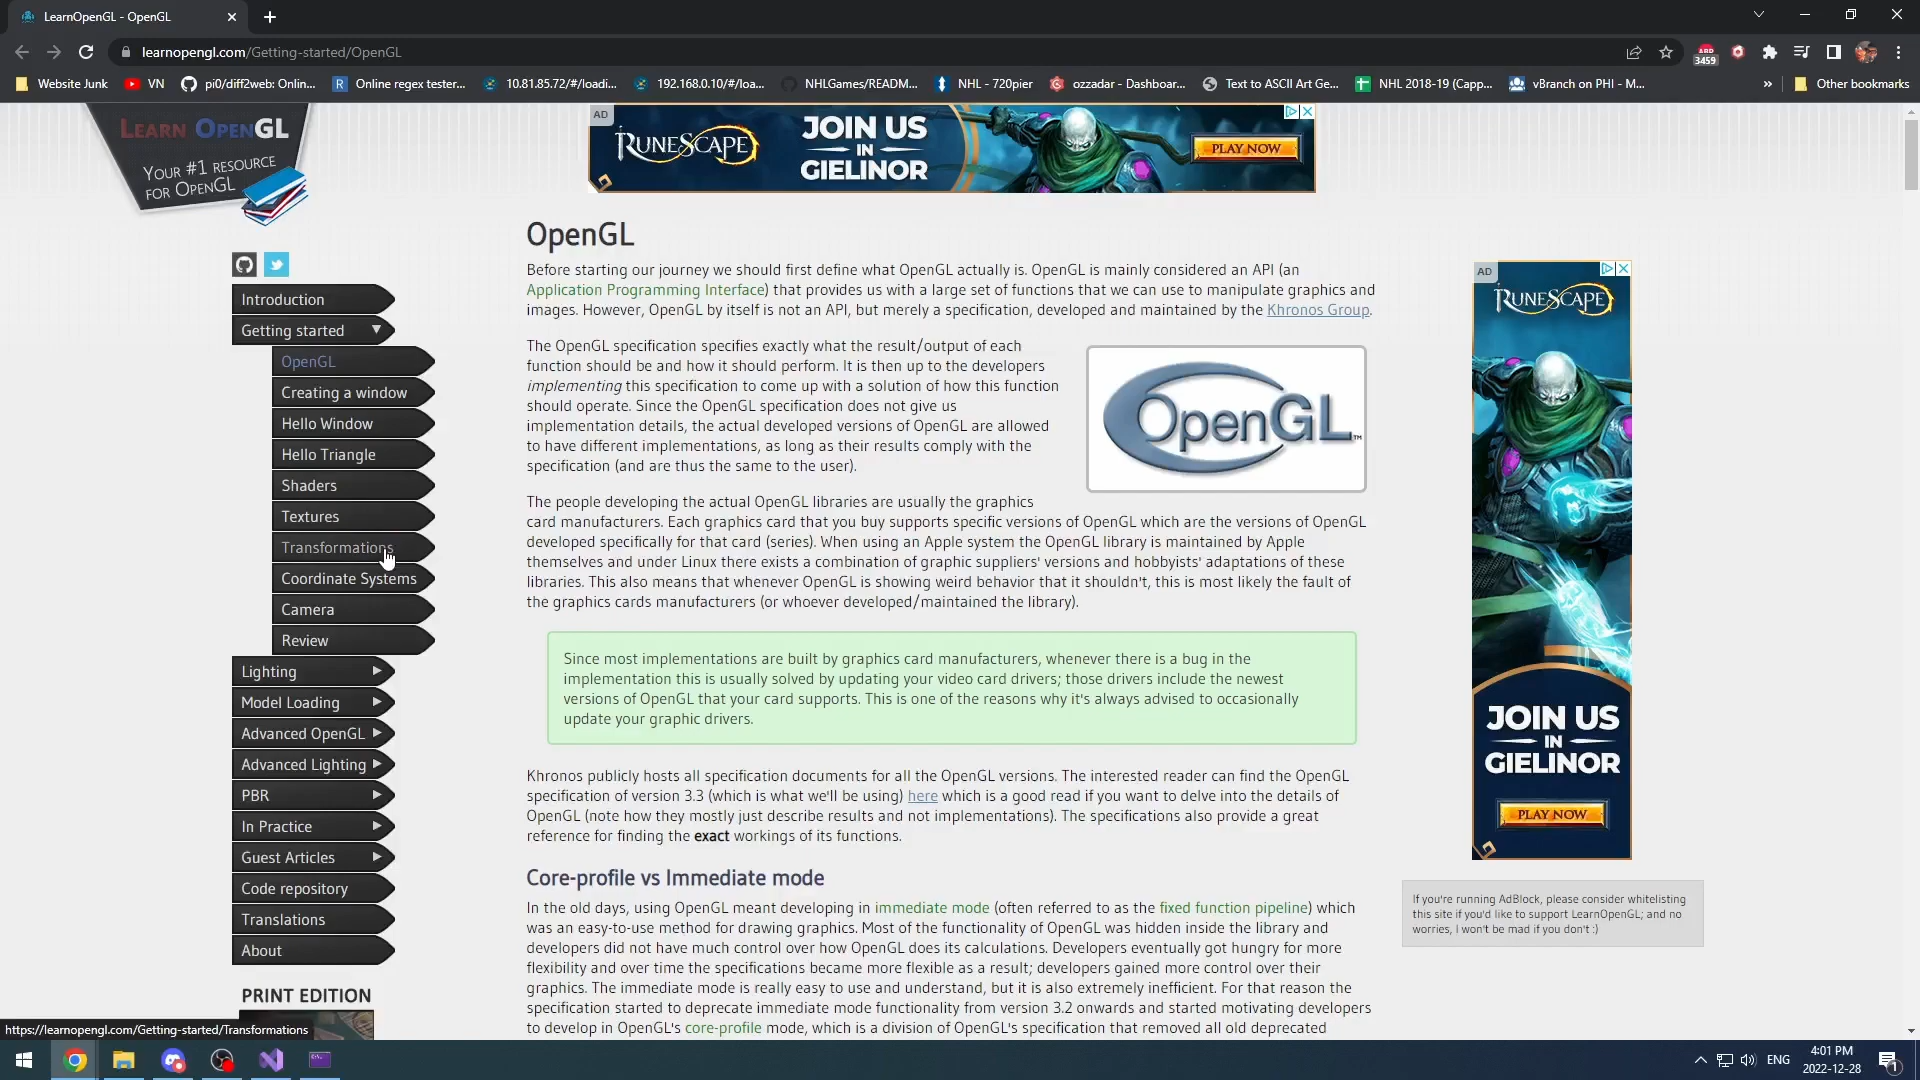 LearnOpenGL - OpenGL
learnopengl.com/Getting-started/OpenGL
3459
Website Junk
VN
pi0/diff2web: Onlin...
R
Online regex tester...
10.81.85.72/#/loadi...
192.168.0.10/#/loa...
NHLGames/READM...
NHL - 720pier
ozzadar - Dashboar...
Text to ASCII Art Ge...
NHL 2018-19 (Capp...
vBranch on PHI - M...
»
Other bookmarks
LEARN OPENGL
YOUR #1 RESOURCE
FOR OPENGL
AD
RUNESCAPE
JOIN US
IN
GIELINOR
PLAY NOW
Introduction
Getting started
OpenGL
Creating a window
Hello Window
Hello Triangle
Shaders
Textures
Transformations
Coordinate Systems
Camera
Review
Lighting
Model Loading
Advanced OpenGL
Advanced Lighting
PBR
In Practice
Guest Articles
Code repository
Translations
About
PRINT EDITION
OpenGL
Before starting our journey we should first define what OpenGL actually is. OpenGL is mainly considered an API (an
Application Programming Interface) that provides us with a large set of functions that we can use to manipulate graphics and
images. However, OpenGL by itself is not an API, but merely a specification, developed and maintained by the Khronos Group.
The OpenGL specification specifies exactly what the result/output of each
function should be and how it should perform. It is then up to the developers
implementing this specification to come up with a solution of how this function
should operate. Since the OpenGL specification does not give us
implementation details, the actual developed versions of OpenGL are allowed
to have different implementations, as long as their results comply with the
specification (and are thus the same to the user).
OpenGL™
The people developing the actual OpenGL libraries are usually the graphics
card manufacturers. Each graphics card that you buy supports specific versions of OpenGL which are the versions of OpenGL
developed specifically for that card (series). When using an Apple system the OpenGL library is maintained by Apple
themselves and under Linux there exists a combination of graphic suppliers' versions and hobbyists' adaptations of these
libraries. This also means that whenever OpenGL is showing weird behavior that it shouldn't, this is most likely the fault of
the graphics cards manufacturers (or whoever developed/maintained the library).
Since most implementations are built by graphics card manufacturers, whenever there is a bug in the
implementation this is usually solved by updating your video card drivers; those drivers include the newest
versions of OpenGL that your card supports. This is one of the reasons why it's always advised to occasionally
update your graphic drivers.
Khronos publicly hosts all specification documents for all the OpenGL versions. The interested reader can find the OpenGL
specification of version 3.3 (which is what we'll be using) here which is a good read if you want to delve into the details of
OpenGL (note how they mostly just describe results and not implementations). The specifications also provide a great
reference for finding the exact workings of its functions.
Core-profile vs Immediate mode
In the old days, using OpenGL meant developing in immediate mode (often referred to as the fixed function pipeline) which
was an easy-to-use method for drawing graphics. Most of the functionality of OpenGL was hidden inside the library and
developers did not have much control over how OpenGL does its calculations. Developers eventually got hungry for more
flexibility and over time the specifications became more flexible as a result; developers gained more control over their
graphics. The immediate mode is really easy to use and understand, but it is also extremely inefficient. For that reason the
specification started to deprecate immediate mode functionality from version 3.2 onwards and started motivating developers
to develop in OpenGL's core-profile mode, which is a division of OpenGL's specification that removed all old deprecated
AD
RUNESCAPE
JOIN US
IN
GIELINOR
PLAY NOW
If you're running AdBlock, please consider whitelisting
this site if you'd like to support LearnOpenGL; and no
worries, I won't be mad if you don't :)
https://learnopengl.com/Getting-started/Transformations
ENG
4:01 PM
2022-12-28
1